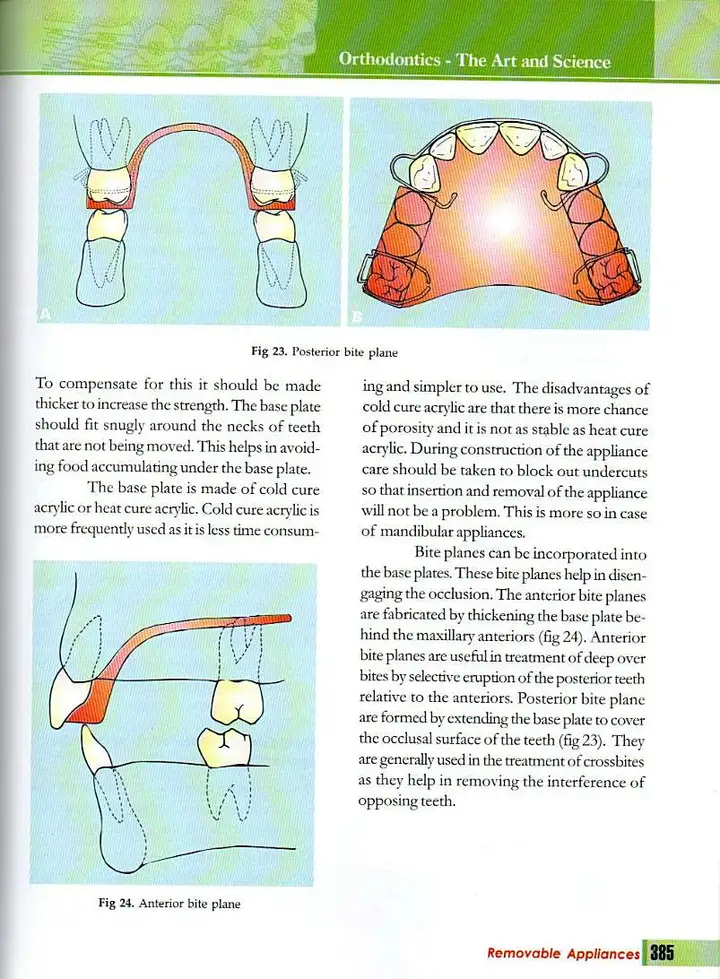 Orthodontics - The Art and Science
A
B
Fig 23. Posterior bite plane
To compensate for this it should be made
thicker to increase the strength. The base plate
should fit snugly around the necks of teeth
that are not being moved. This helps in avoid-
ing food accumulating under the base plate.
The base plate is made of cold cure
acrylic or heat cure acrylic. Cold cure acrylic is
more frequently used as it is less time consum-
Fig 24. Anterior bite plane
ing and simpler to use. The disadvantages of
cold cure acrylic are that there is more chance
of porosity and it is not as stable as heat cure
acrylic. During construction of the appliance
care should be taken to block out undercuts
so that insertion and removal of the appliance
will not be a problem. This is more so in case
of mandibular appliances.
Bite planes can be incorporated into
the base plates. These bite planes help in disen-
gaging the occlusion. The anterior bite planes
are fabricated by thickening the base plate be-
hind the maxillary anteriors (fig 24). Anterior
bite planes are useful in treatment of deep over
bites by selective eruption of the posterior teeth
relative to the anteriors. Posterior bite plane
are formed by extending the base plate to cover
the occlusal surface of the teeth (fig 23). They
are generally used in the treatment of crossbites
as they help in removing the interference of
opposing teeth.
Removable Appliances 385